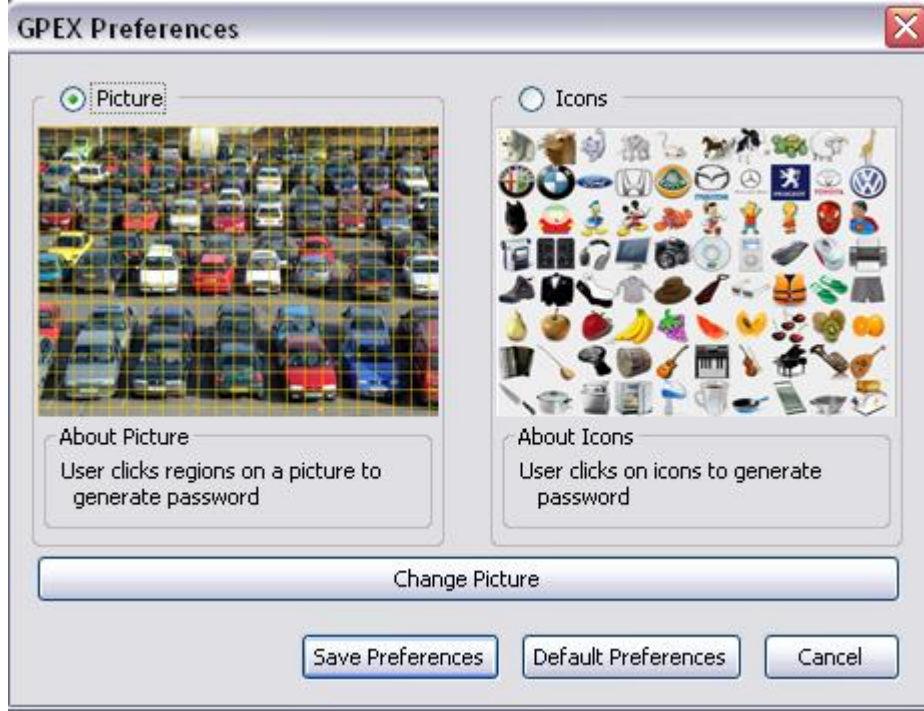 GPEX Preferences
Picture
Icons
About Picture
User clicks regions on a picture to
generate password
About Icons
User clicks on icons to generate
password
Change Picture
Save Preferences
Default Preferences
Cancel